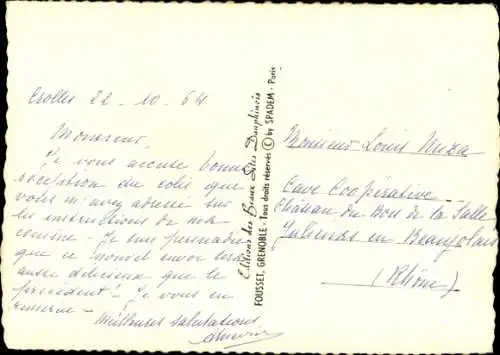 Crolles 22-10-64
Monsieur,
Je vous accuse bonne
réception du colis que
vous m'avez adressé sur
les instructions de ma
cousine. Je suis persuadée
que ce nouvel envoi sera
aussi délicieux que le
précédent! Je vous en
remercie -
Meilleures salutations
Editions des Beaux Sites Dauphinois
FOUSSET, GRENOBLE - Tous droits réservés © by SPADEM - Paris
Monsieur Louis
Cave Coopérative
Château du Bois de la Salle
Juliénas en Beaujolais
(Rhône)